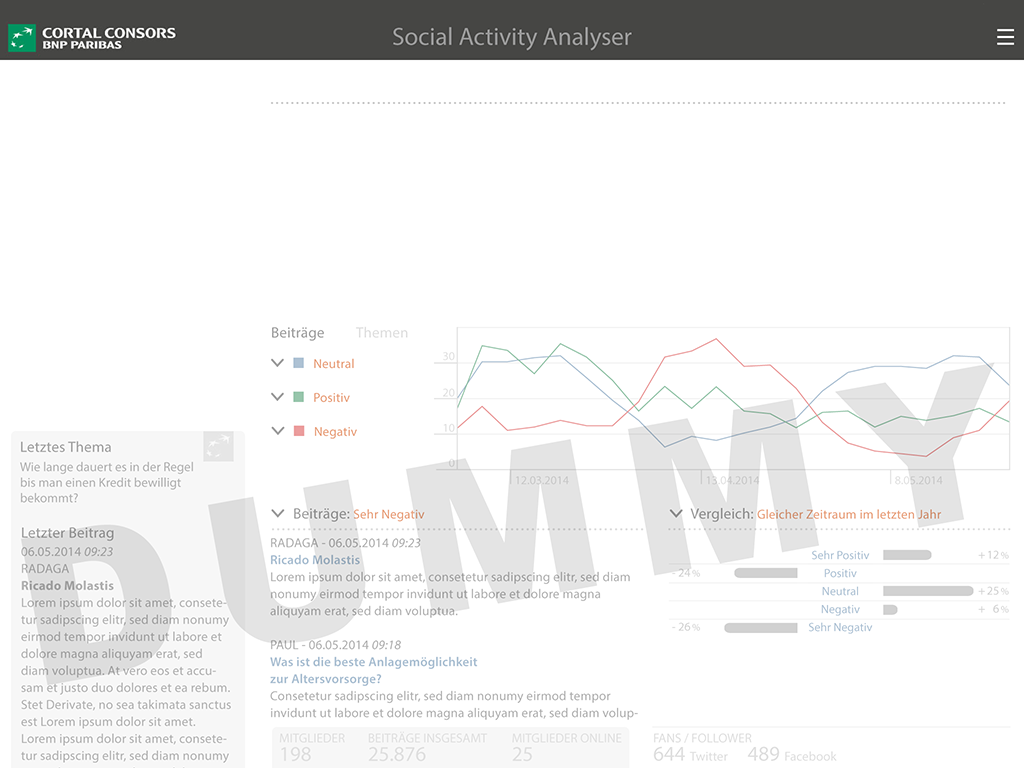 CORTAL CONSORS
BNP PARIBAS
Social Activity Analyser
Beiträge Themen
Neutral
Positiv
Negativ
30
20
10
0
12.03.2014 13.04.2014 8.05.2014
Letztes Thema
Wie lange dauert es in der Regel
bis man einen Kredit bewilligt
bekommt?
Letzter Beitrag
06.05.2014 09:23
RADAGA
Ricado Molastis
Lorem ipsum dolor sit amet, consete-
tur sadipscing elitr, sed diam nonumy
eirmod tempor invidunt ut labore et
dolore magna aliquyam erat, sed
diam voluptua. At vero eos et accu-
sam et justo duo dolores et ea rebum.
Stet Derivate, no sea takimata sanctus
est Lorem ipsum dolor sit amet.
Lorem ipsum dolor sit amet, conse-
tur sadipscing elitr, sed diam nonumy
Beiträge: Sehr Negativ
RADAGA - 06.05.2014 09:23
Ricado Molastis
Lorem ipsum dolor sit amet, consetetur sadipscing elitr, sed diam
nonumy eirmod tempor invidunt ut labore et dolore magna
aliquyam erat, sed diam voluptua.
PAUL - 06.05.2014 09:18
Was ist die beste Anlagemöglichkeit
zur Altersvorsorge?
Consetetur sadipscing elitr, sed diam nonumy eirmod tempor
invidunt ut labore et dolore magna aliquyam erat, sed diam volup-
Vergleich: Gleicher Zeitraum im letzten Jahr
Sehr Positiv +12%
-24% Positiv
Neutral +25%
Negativ + 6%
-26% Sehr Negativ
MITGLIEDER BEITRÄGE INSGESAMT MITGLIEDER ONLINE
198 25.876 25
FANS / FOLLOWER
644 Twitter 489 Facebook
DUMMY